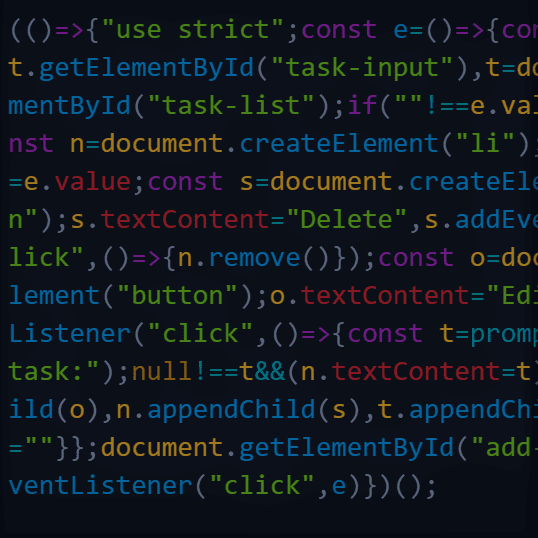 (()=>{"use strict";const e=()=>{con
t.getElementById("task-input"),t=do
mentById("task-list");if(""!==e.val
nst n=document.createElement("li");
=e.value;const s=document.createEle
n");s.textContent="Delete",s.addEve
lick",()=>{n.remove()});const o=doc
lement("button");o.textContent="Edi
Listener("click",()=>{const t=promp
task:");null!==t&&(n.textContent=t)
ild(o),n.appendChild(s),t.appendChi
=""}};document.getElementById("add-
ventListener("click",e)})();